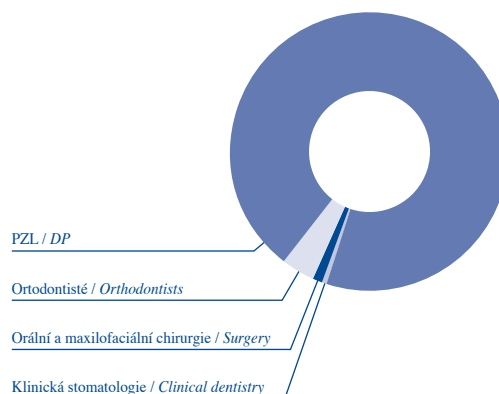 PZL / DP
Ortodontisté / Orthodontists
Orální a maxilofaciální chirurgie / Surgery
Klinická stomatologie / Clinical dentistry